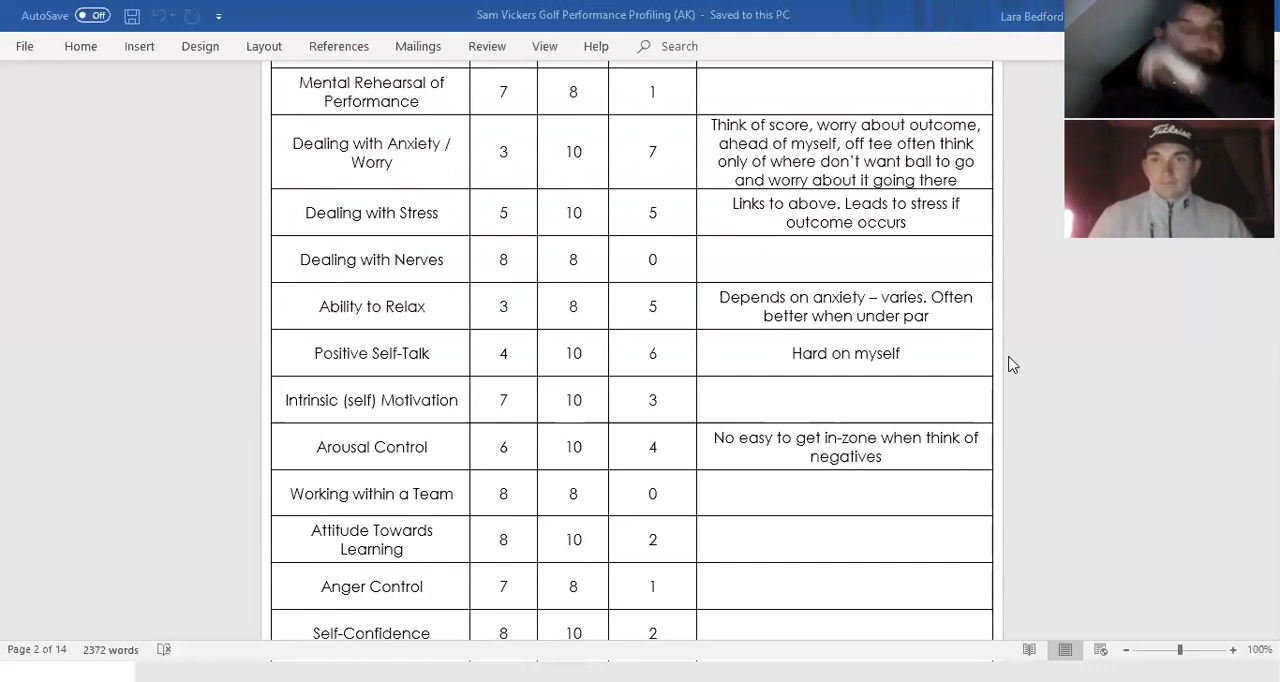 AutoSave Off Sam Vickers Golf Performance Profiling (AK) - Saved to this PC Lara Bedford
File Home Insert Design Layout References Mailings Review View Help Search
Mental Rehearsal of
Performance
7 8 1
Dealing with Anxiety /
Worry
3 10 7
Think of score, worry about outcome,
ahead of myself, off tee often think
only of where don't want ball to go
and worry about it going there
Dealing with Stress 5 10 5
Links to above. Leads to stress if
outcome occurs
Dealing with Nerves 8 8 0
Ability to Relax 3 8 5
Depends on anxiety – varies. Often
better when under par
Positive Self-Talk 4 10 6 Hard on myself
Intrinsic (self) Motivation 7 10 3
Arousal Control 6 10 4
No easy to get in-zone when think of
negatives
Working within a Team 8 8 0
Attitude Towards
Learning
8 10 2
Anger Control 7 8 1
Self-Confidence 8 10 2
Page 2 of 14 2372 words 100%
Titleist